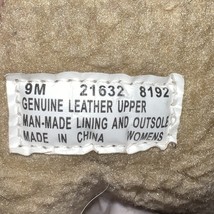 9M 21632 8192
GENUINE LEATHER UPPER
MAN-MADE LINING AND OUTSOLE
MADE IN CHINA WOMENS